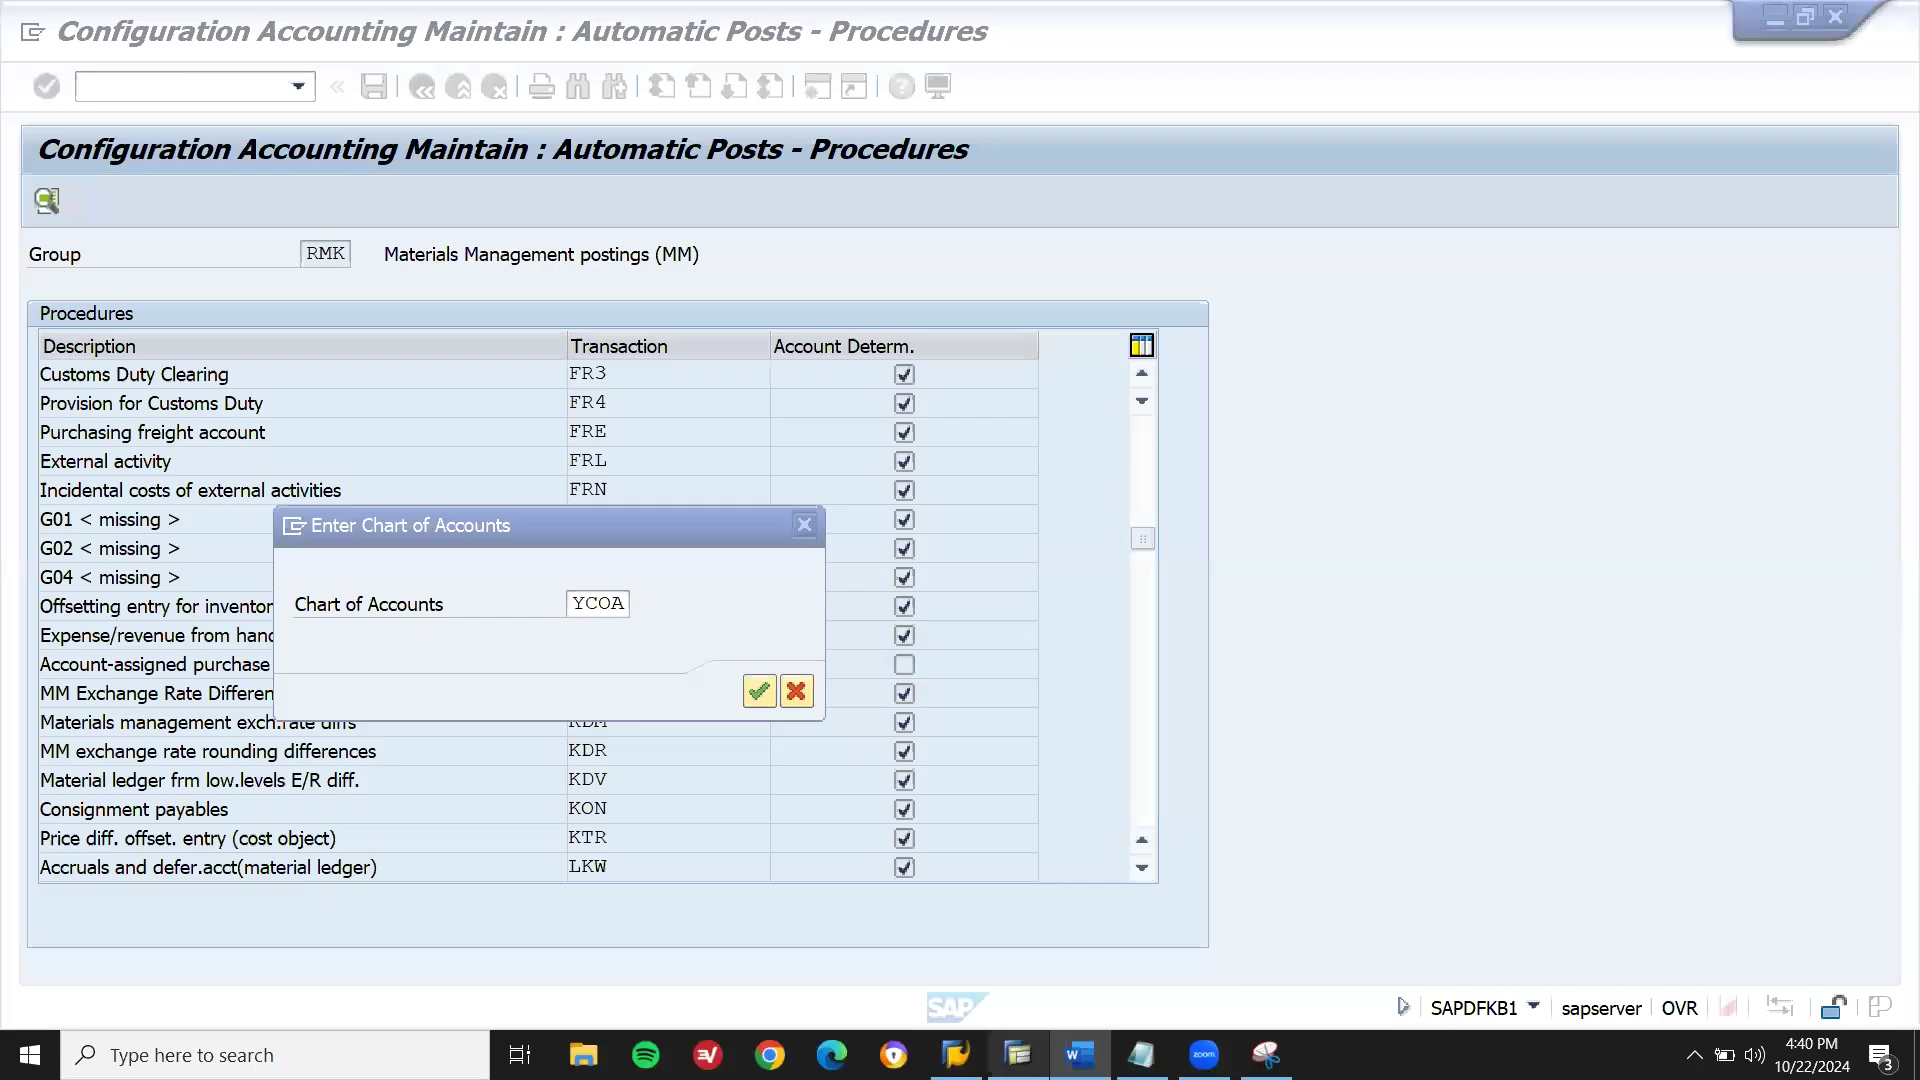 Configuration Accounting Maintain : Automatic Posts - Procedures
Configuration Accounting Maintain : Automatic Posts - Procedures
Group RMK Materials Management postings (MM)
Procedures
Description Transaction Account Determ.
Customs Duty Clearing FR3
Provision for Customs Duty FR4
Purchasing freight account FRE
External activity FRL
Incidental costs of external activities FRN
G01 < missing >
G02 < missing >
G04 < missing >
Offsetting entry for inventor
Expense/revenue from han
Account-assigned purchase
MM Exchange Rate Differen
Materials management exch.rate diffs KDM
MM exchange rate rounding differences KDR
Material ledger frm low.levels E/R diff. KDV
Consignment payables KON
Price diff. offset. entry (cost object) KTR
Accruals and defer.acct(material ledger) LKW
Enter Chart of Accounts
Chart of Accounts YCOA
SAP
SAPDFKB1 sapserver OVR
Type here to search
zoom
4:40 PM
10/22/2024
3